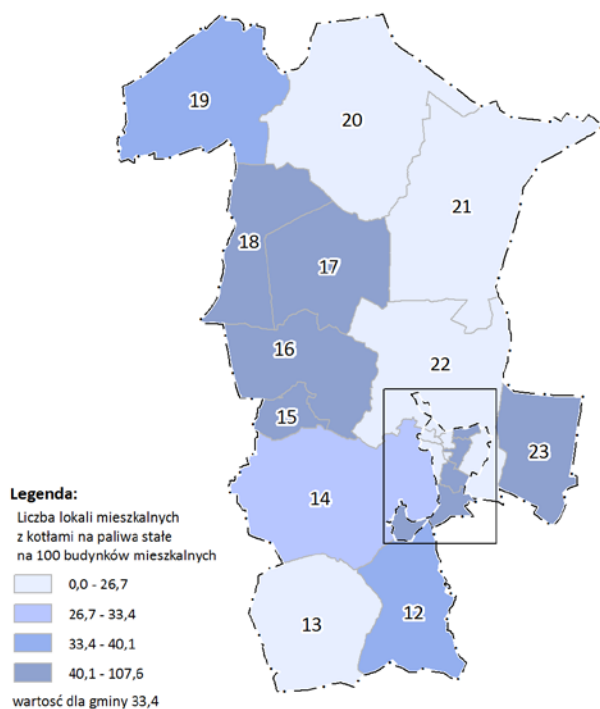 19
20
21
18
17
16
22
15
23
14
13
12
Legenda:
Liczba lokali mieszkalnych
z kotłami na paliwa stałe
na 100 budynków mieszkalnych
0,0 - 26,7
26,7 - 33,4
33,4 - 40,1
40,1 - 107,6
wartość dla gminy 33,4